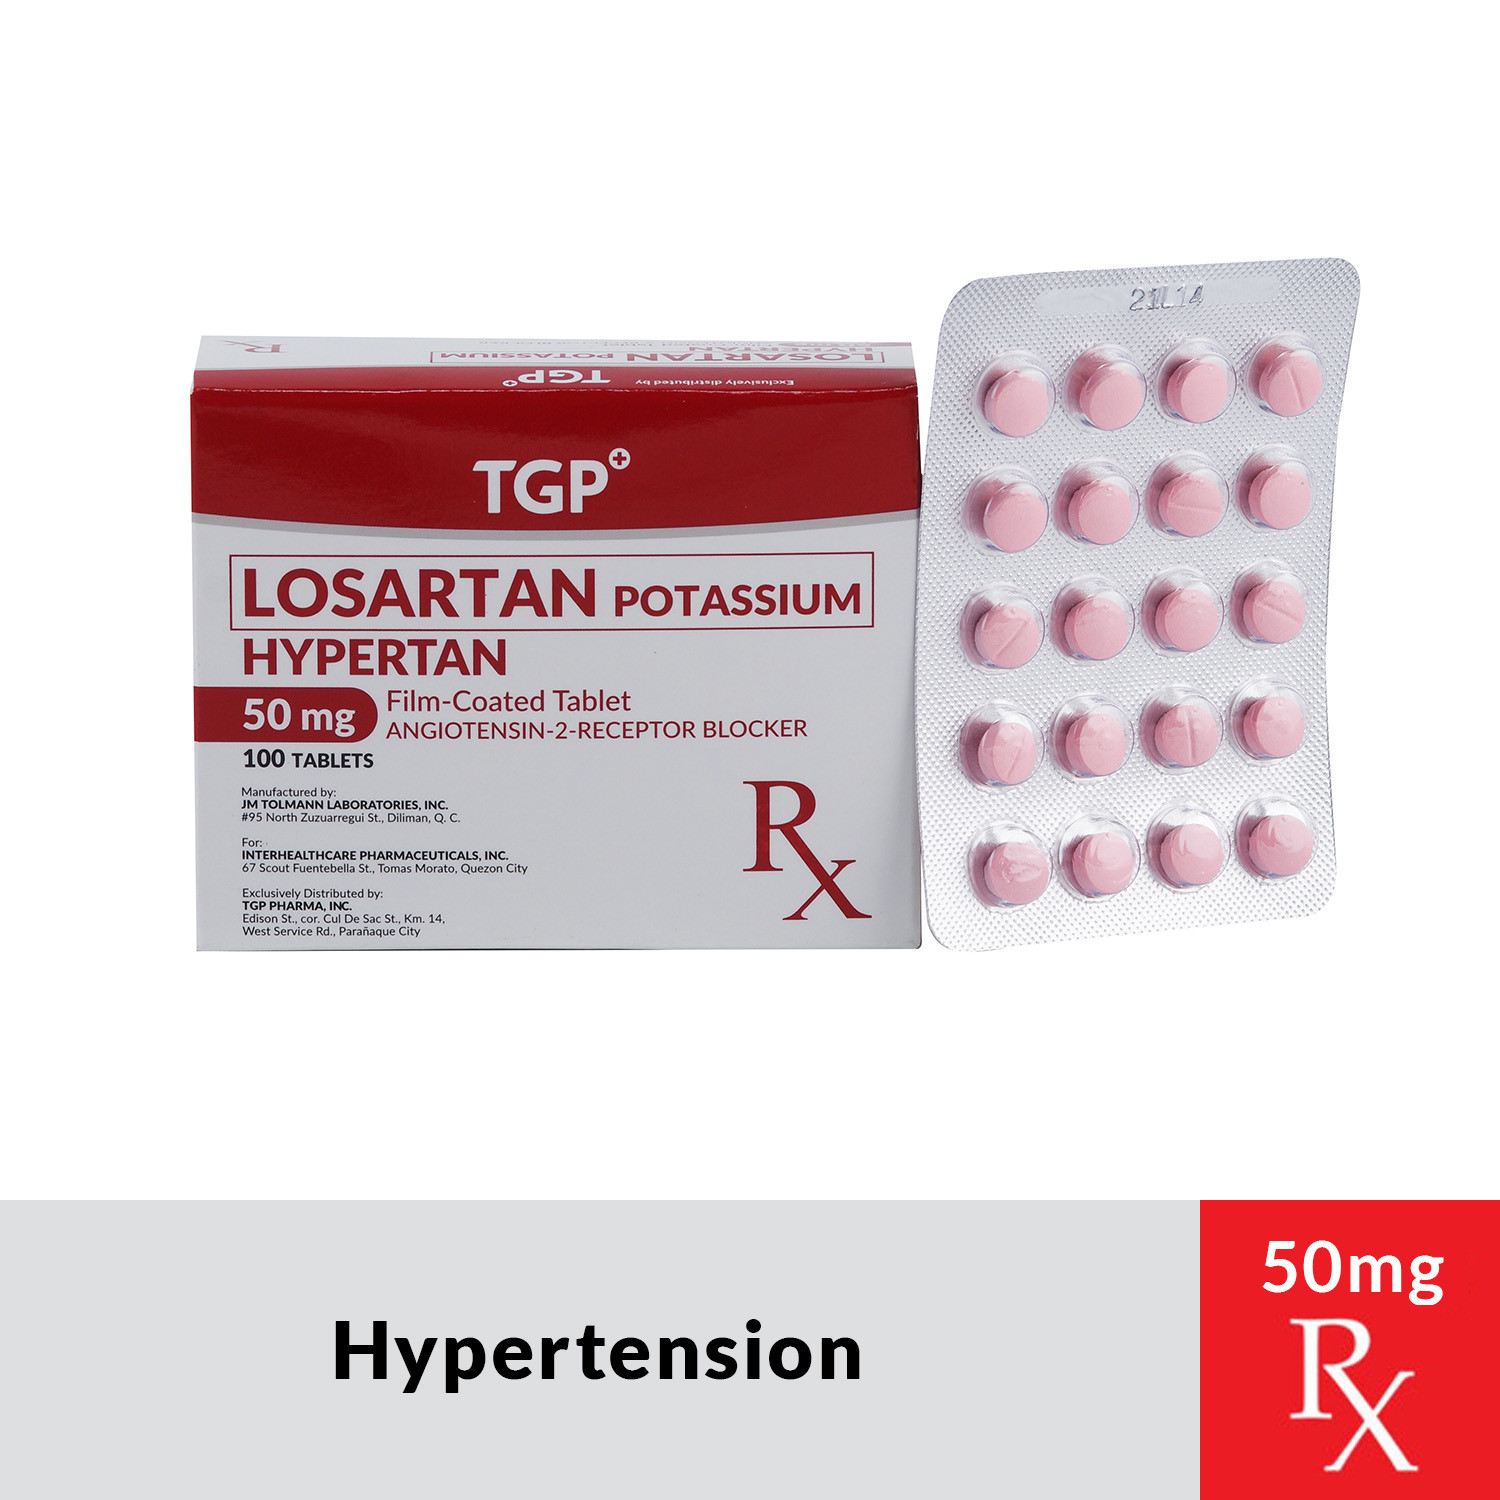 LOSARTAN POTASSIUM
HYPERTAN
Rx
Exclusively distributed by
TGP
TGP
LOSARTAN POTASSIUM
HYPERTAN
50 mg
Film-Coated Tablet
ANGIOTENSIN-2-RECEPTOR BLOCKER
100 TABLETS
Manufactured by:
JM TOLMANN LABORATORIES, INC.
#95 North Zuzuarregui St., Diliman, Q. C.
For:
INTERHEALTHCARE PHARMACEUTICALS, INC.
67 Scout Fuentebella St., Tomas Morato, Quezon City
Exclusively Distributed by:
TGP PHARMA, INC.
Edison St., cor. Cul De Sac St., Km. 14,
West Service Rd., Parañaque City
Rx
21L14
Hypertension
50mg
Rx